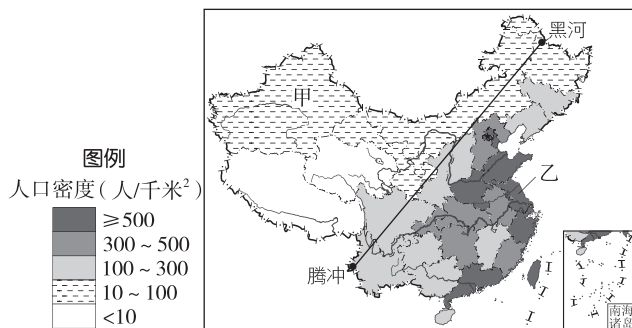 黑河
甲
乙
腾冲
南海
诸岛
图例
人口密度(人/千米²)
≥500
300~500
100~300
10~100
<10